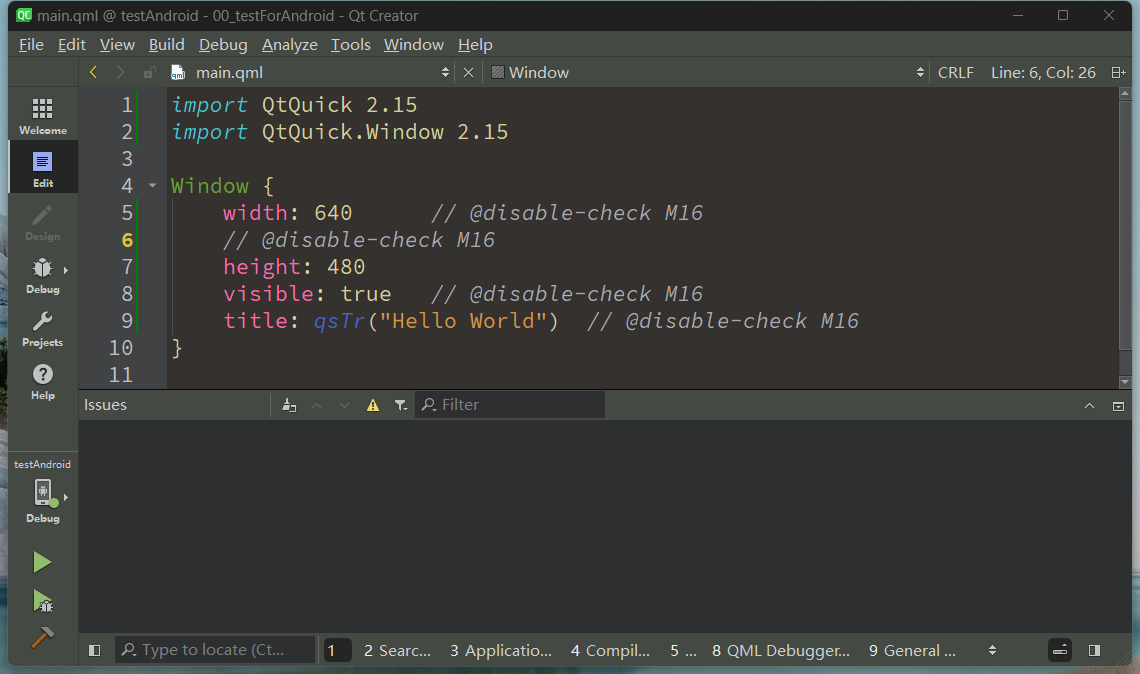 QC main.qml @ testAndroid - 00_testForAndroid - Qt Creator
File Edit View Build Debug Analyze Tools Window Help
qml main.qml Window CRLF Line: 6, Col: 26
Welcome
Edit
Design
Debug
Projects
Help
1 import QtQuick 2.15
2 import QtQuick.Window 2.15
3
4 Window {
5 width: 640 // @disable-check M16
6 // @disable-check M16
7 height: 480
8 visible: true // @disable-check M16
9 title: qsTr("Hello World") // @disable-check M16
10 }
11
Issues Filter
testAndroid
Debug
Type to locate (Ct... 1 2 Searc... 3 Applicatio... 4 Compil... 5 ... 8 QML Debugger... 9 General ...